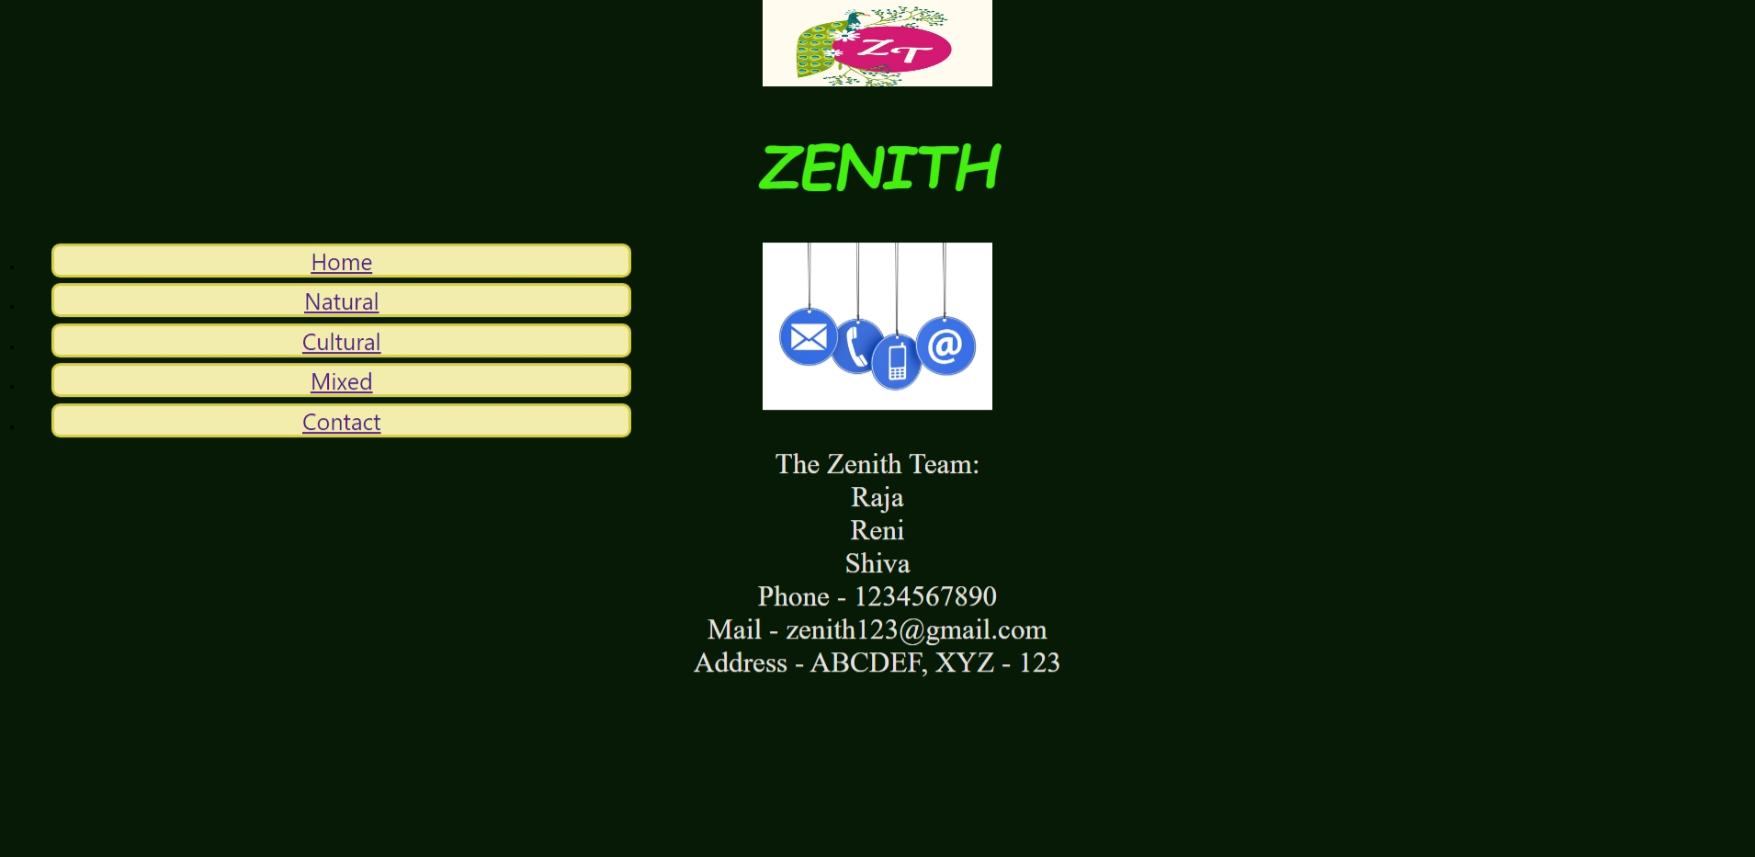 ZT
ZENITH
Home
Natural
Cultural
Mixed
Contact
@
The Zenith Team:
Raja
Reni
Shiva
Phone - 1234567890
Mail - zenith123@gmail.com
Address - ABCDEF, XYZ - 123